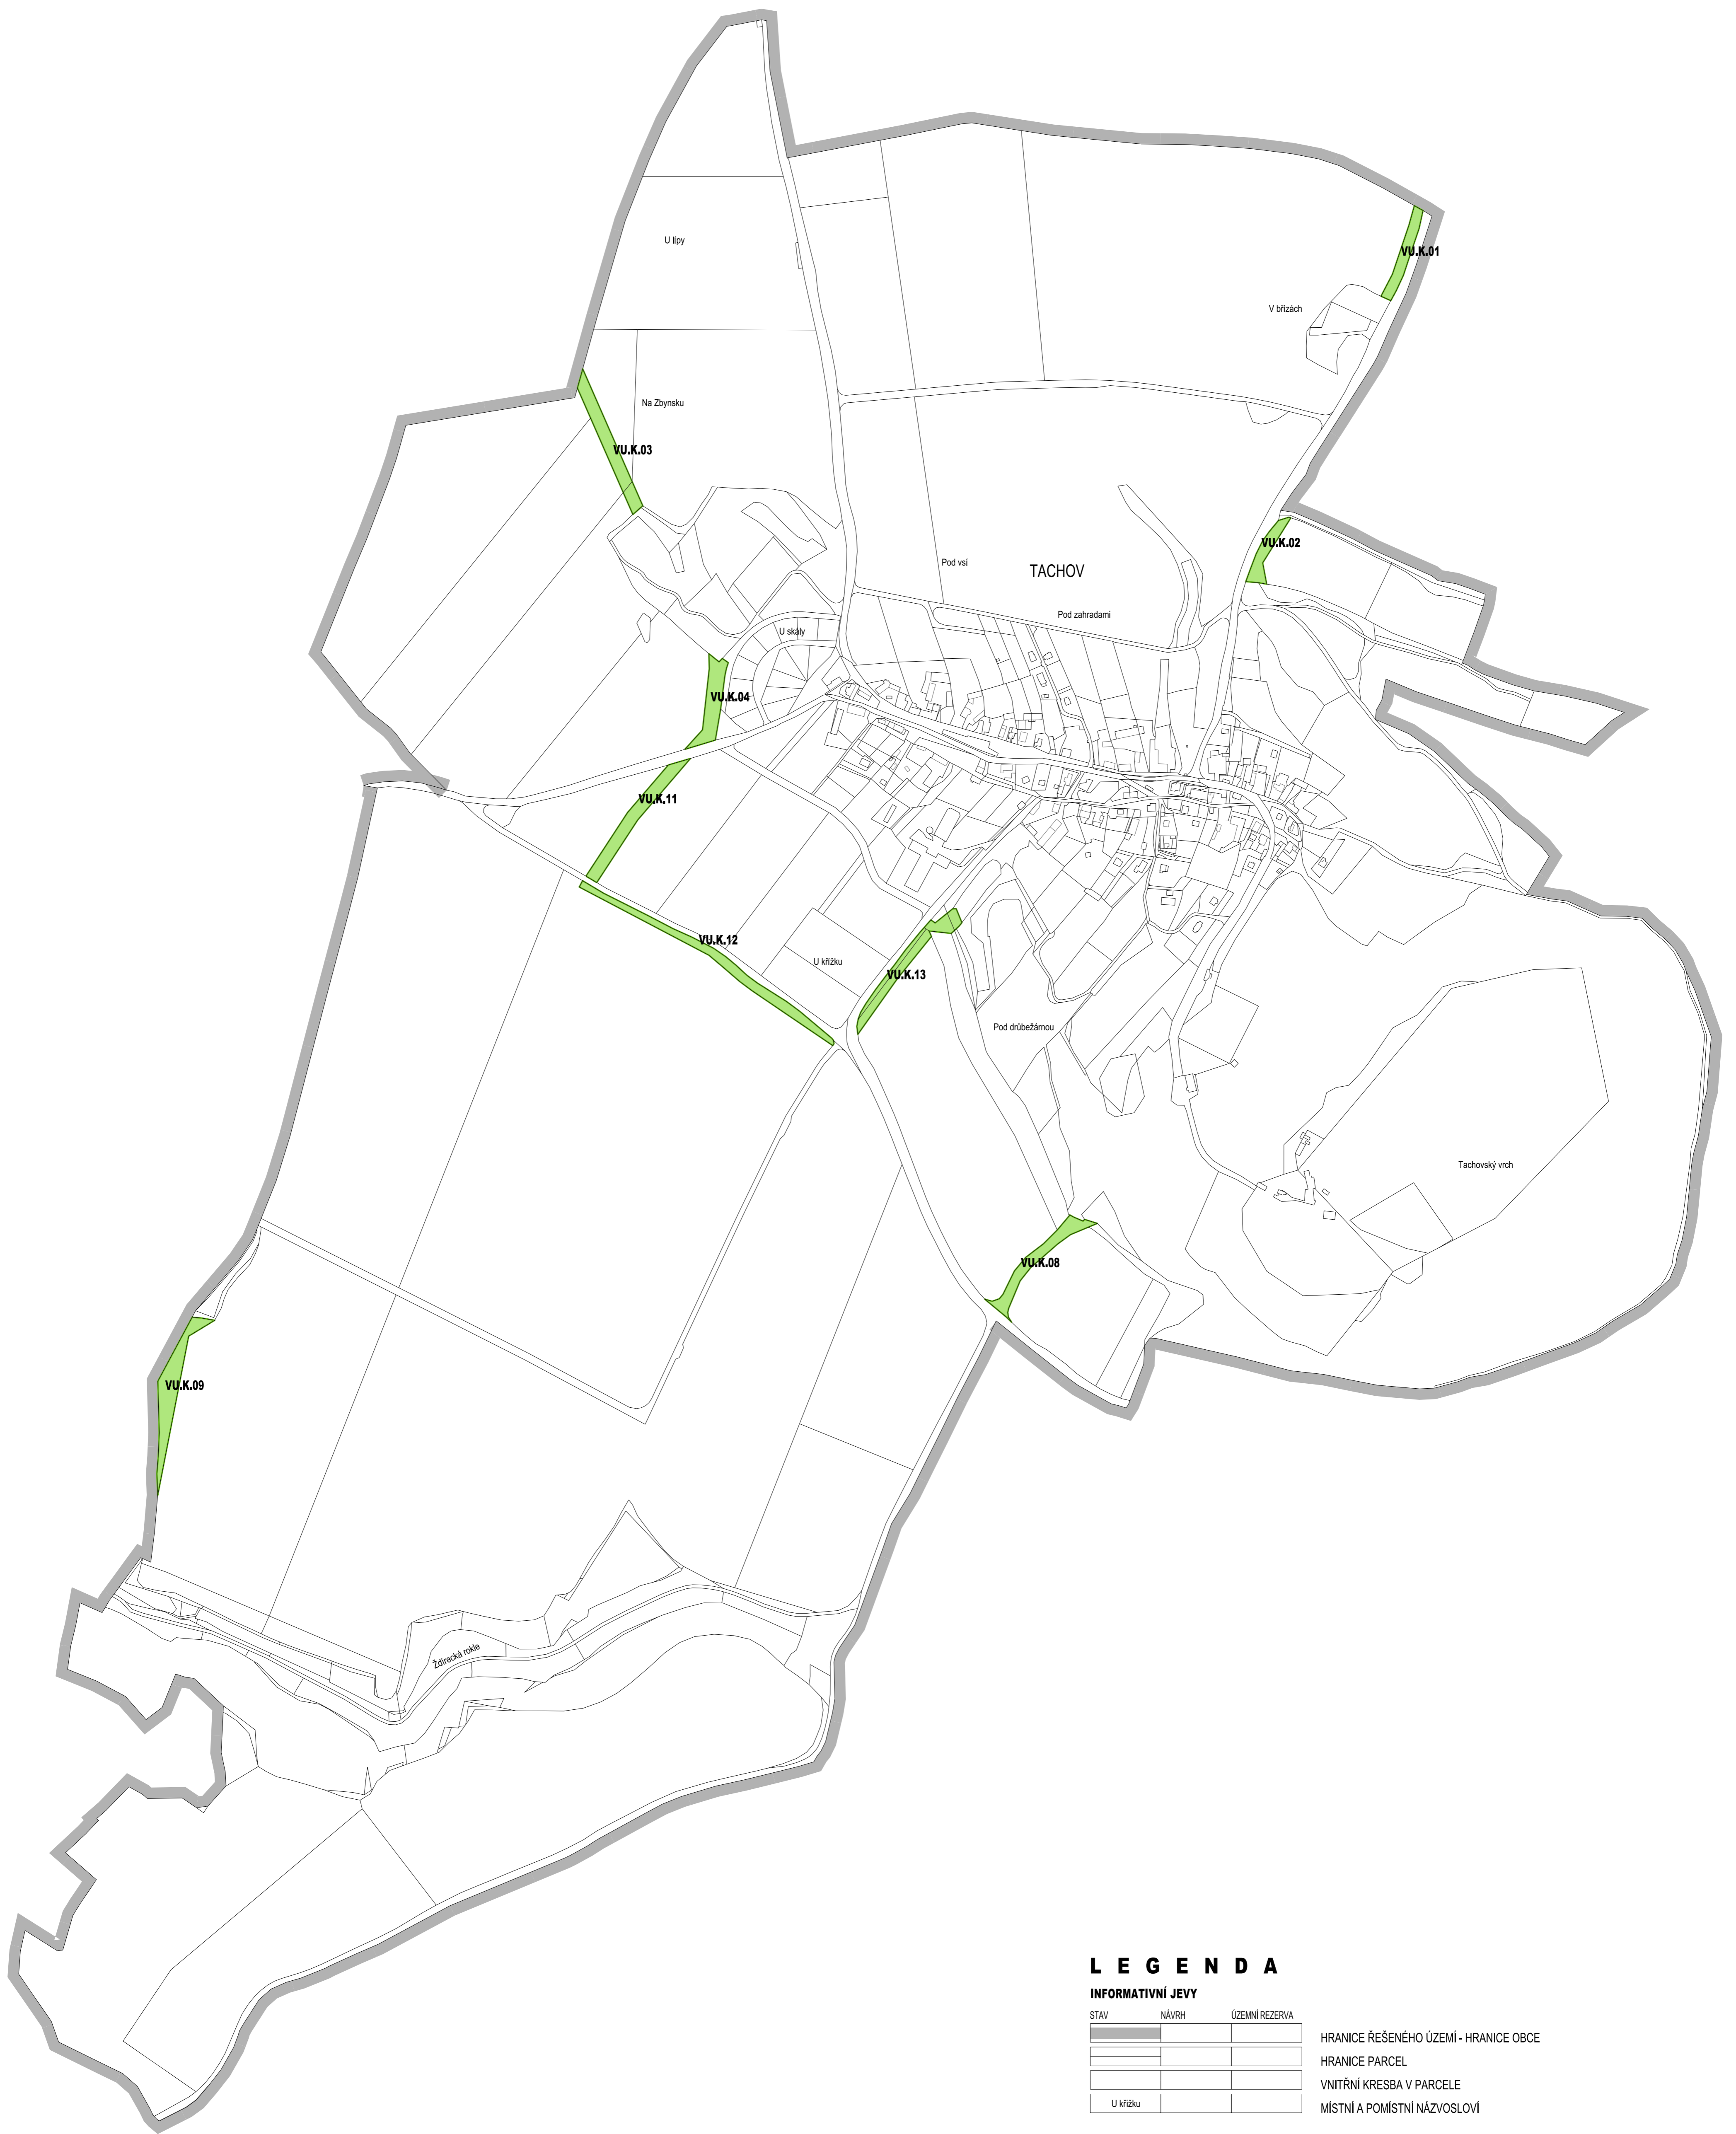 U lípy
VU.K.01
V břízách
Na Zbynsku
VU.K.03
VU.K.02
Pod vsí
TACHOV
Pod zahradami
U skály
VU.K.04
VU.K.11
VU.K.12
U křížku
VU.K.13
Pod drůbežárnou
Tachovský vrch
VU.K.08
VU.K.09
Ždírecká rokle
LEGENDA
INFORMATIVNÍ JEVY
STAV NÁVRH ÚZEMNÍ REZERVA
HRANICE ŘEŠENÉHO ÚZEMÍ - HRANICE OBCE
HRANICE PARCEL
VNITŘNÍ KRESBA V PARCELE
U křížku MÍSTNÍ A POMÍSTNÍ NÁZVOSLOVÍ